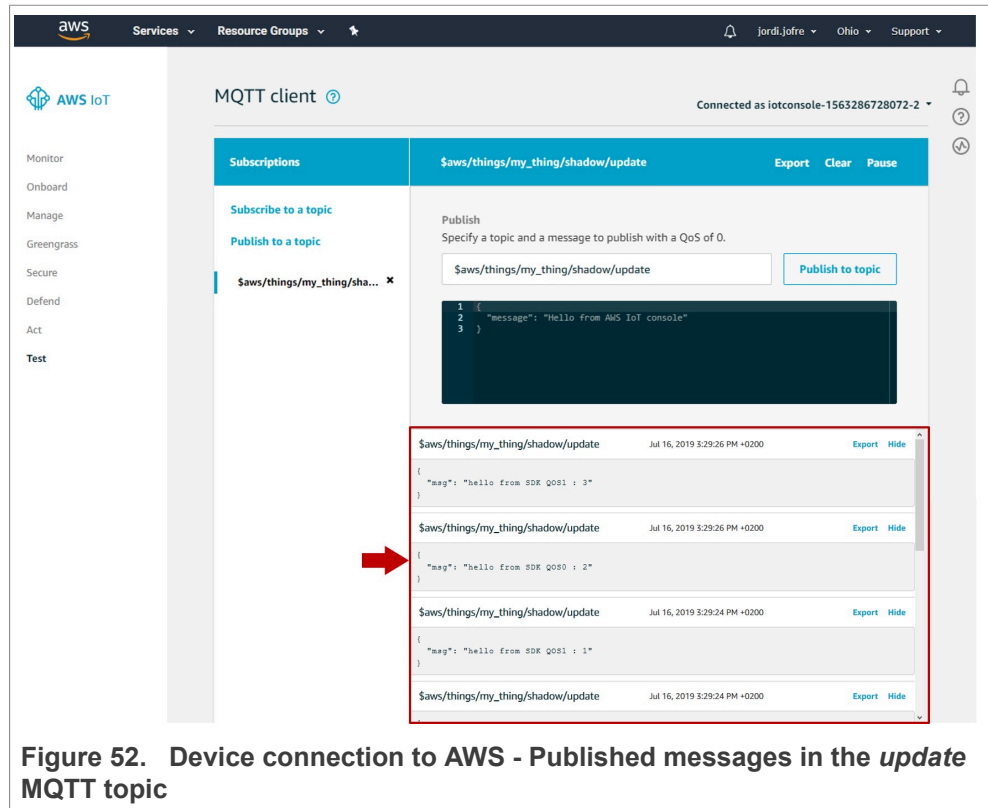 aws
Services
Resource Groups
jordi.jofre
Ohio
Support
AWS IoT
Monitor
Onboard
Manage
Greengrass
Secure
Defend
Act
Test
MQTT client
Connected as iotconsole-1563286728072-2
Subscriptions
Subscribe to a topic
Publish to a topic
$aws/things/my_thing/sha... ×
$aws/things/my_thing/shadow/update
Export Clear Pause
Publish
Specify a topic and a message to publish with a QoS of 0.
$aws/things/my_thing/shadow/update
Publish to topic
1 {
2 "message": "Hello from AWS IoT console"
3 }
$aws/things/my_thing/shadow/update Jul 16, 2019 3:29:26 PM +0200 Export Hide
{
"msg": "hello from SDK QOS1 : 3"
}
$aws/things/my_thing/shadow/update Jul 16, 2019 3:29:26 PM +0200 Export Hide
{
"msg": "hello from SDK QOS0 : 2"
}
$aws/things/my_thing/shadow/update Jul 16, 2019 3:29:24 PM +0200 Export Hide
{
"msg": "hello from SDK QOS1 : 1"
}
$aws/things/my_thing/shadow/update Jul 16, 2019 3:29:24 PM +0200 Export Hide
Figure 52. Device connection to AWS - Published messages in the update
MQTT topic